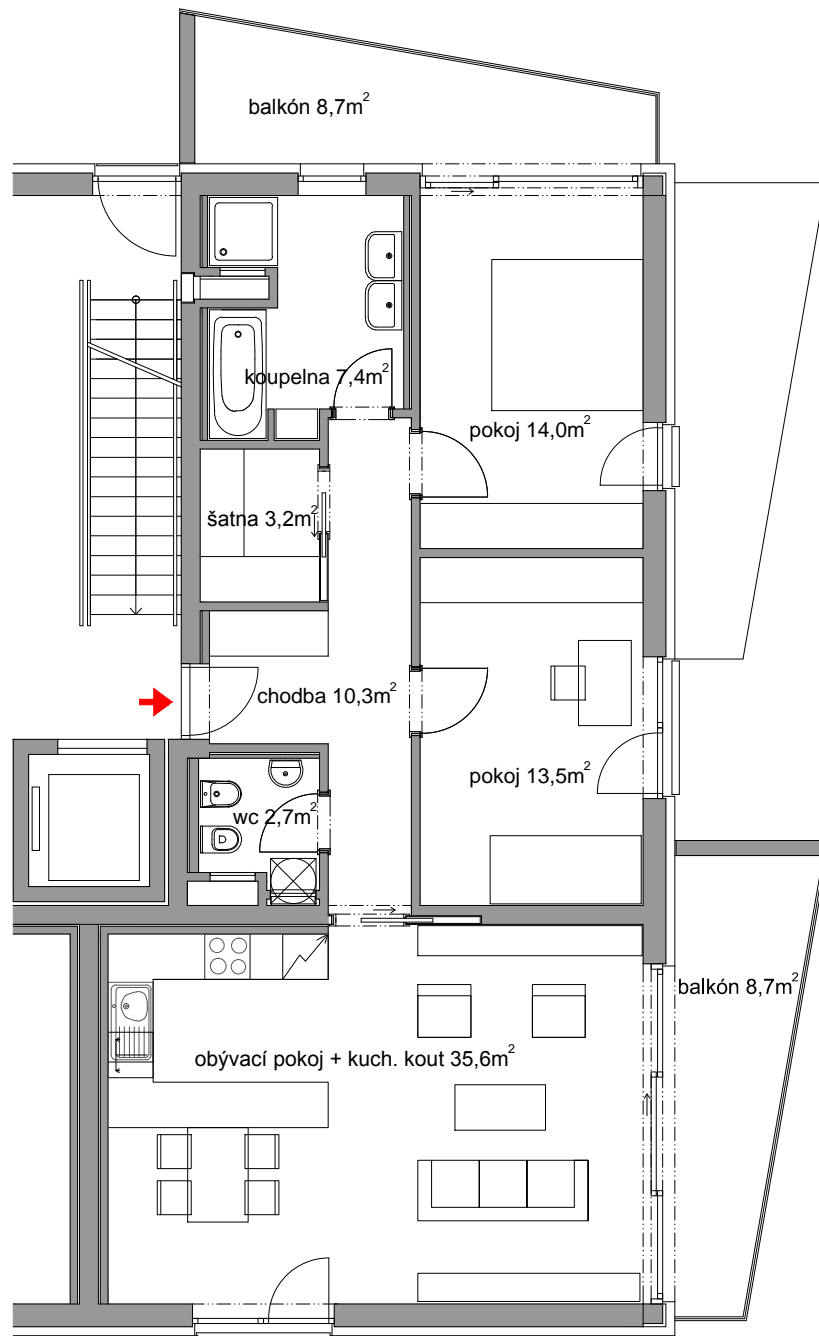 balkón 8,7m²
koupelna 7,4m²
pokoj 14,0m²
šatna 3,2m²
chodba 10,3m²
pokoj 13,5m²
wc 2,7m²
balkón 8,7m²
obývací pokoj + kuch. kout 35,6m²